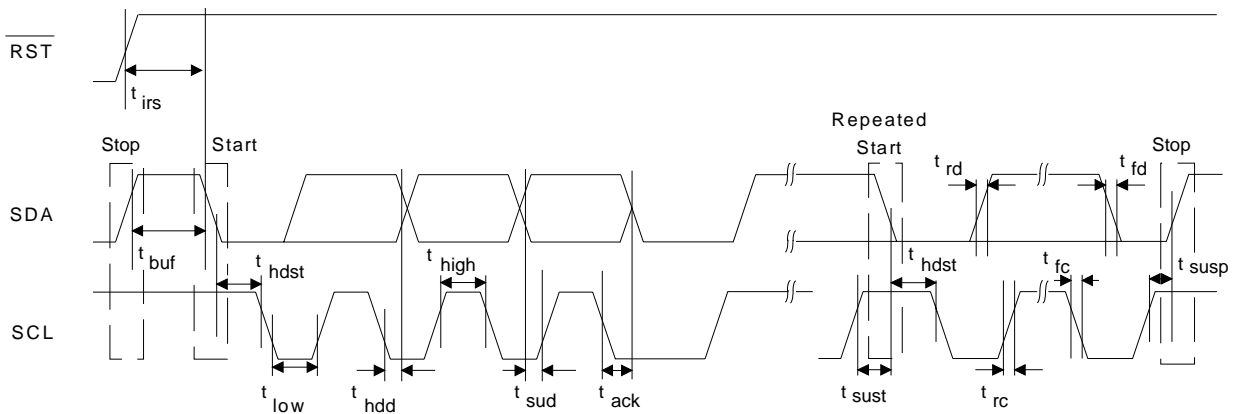 RST
t irs
Repeated
Stop Start Start Stop
t rd t fd
SDA
t buf t hdst t high t hdst t fc t susp
SCL
t low t hdd t sud t ack t sust t rc